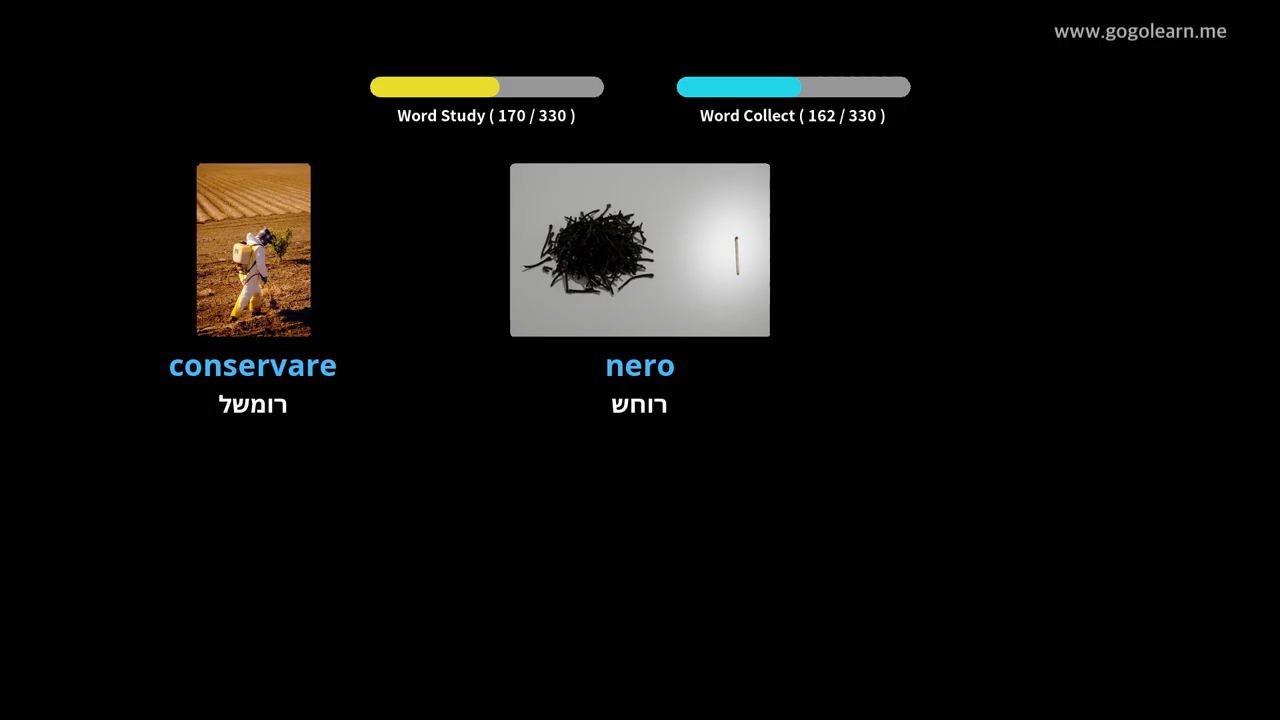 www.gogolearn.me
Word Study ( 170 / 330 )
Word Collect ( 162 / 330 )
conservare
רומשל
nero
רוחש